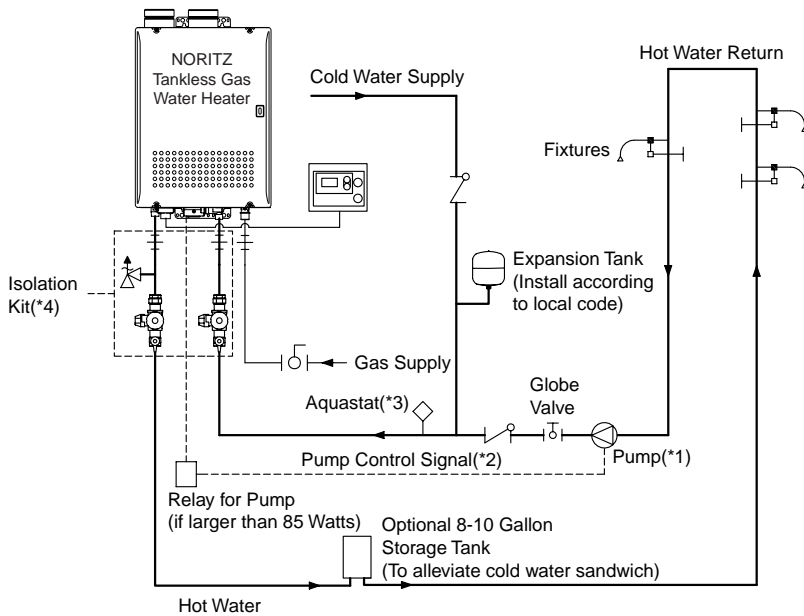 NORITZ
Tankless Gas
Water Heater
Cold Water Supply
Hot Water Return
Fixtures
Isolation
Kit(*4)
Expansion Tank
(Install according
to local code)
Gas Supply
Globe
Valve
Aquastat(*3)
Pump Control Signal(*2)
Pump(*1)
Relay for Pump
(if larger than 85 Watts)
Optional 8-10 Gallon
Storage Tank
(To alleviate cold water sandwich)
Hot Water